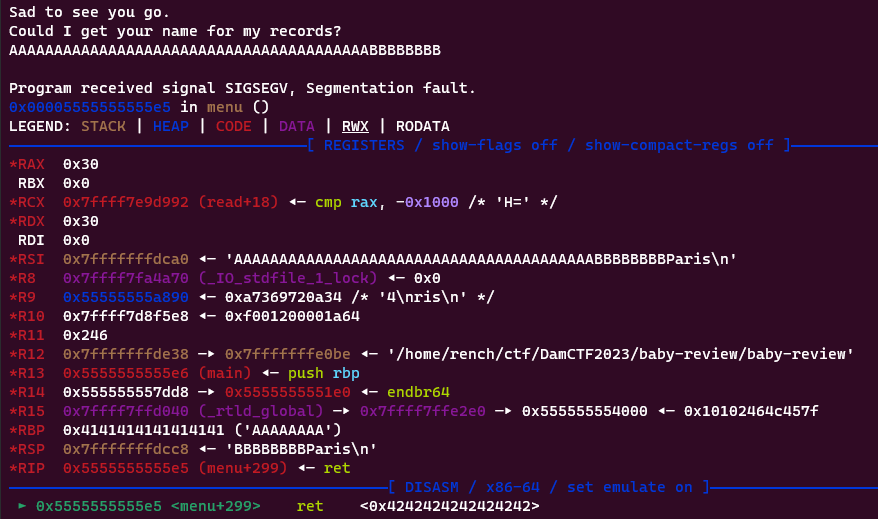 Sad to see you go.
Could I get your name for my records?
AAAAAAAAAAAAAAAAAAAAAAAAAAAAAAAAAAAAAAAABBBBBBBB
Program received signal SIGSEGV, Segmentation fault.
0x00005555555555e5 in menu ()
LEGEND: STACK | HEAP | CODE | DATA | RWX | RODATA
[ REGISTERS / show-flags off / show-compact-regs off ]
*RAX  0x30
 RBX  0x0
*RCX  0x7ffff7e9d992 (read+18) ◂— cmp rax, -0x1000 /* 'H=' */
*RDX  0x30
 RDI  0x0
*RSI  0x7fffffffdca0 ◂— 'AAAAAAAAAAAAAAAAAAAAAAAAAAAAAAAAAAAAAAAABBBBBBBBParis\n'
*R8   0x7ffff7fa4a70 (_IO_stdfile_1_lock) ◂— 0x0
*R9   0x55555555a890 ◂— 0xa7369720a34 /* '4\nris\n' */
*R10  0x7ffff7d8f5e8 ◂— 0xf001200001a64
*R11  0x246
*R12  0x7fffffffde38 —▸ 0x7fffffffe0be ◂— '/home/rench/ctf/DamCTF2023/baby-review/baby-review'
*R13  0x5555555555e6 (main) ◂— push rbp
*R14  0x555555557dd8 —▸ 0x5555555551e0 ◂— endbr64
*R15  0x7ffff7ffd040 (_rtld_global) —▸ 0x7ffff7ffe2e0 —▸ 0x555555554000 ◂— 0x10102464c457f
*RBP  0x4141414141414141 ('AAAAAAAA')
*RSP  0x7fffffffdcc8 ◂— 'BBBBBBBBParis\n'
*RIP  0x5555555555e5 (menu+299) ◂— ret
[ DISASM / x86-64 / set emulate on ]
► 0x5555555555e5 <menu+299>    ret    <0x4242424242424242>